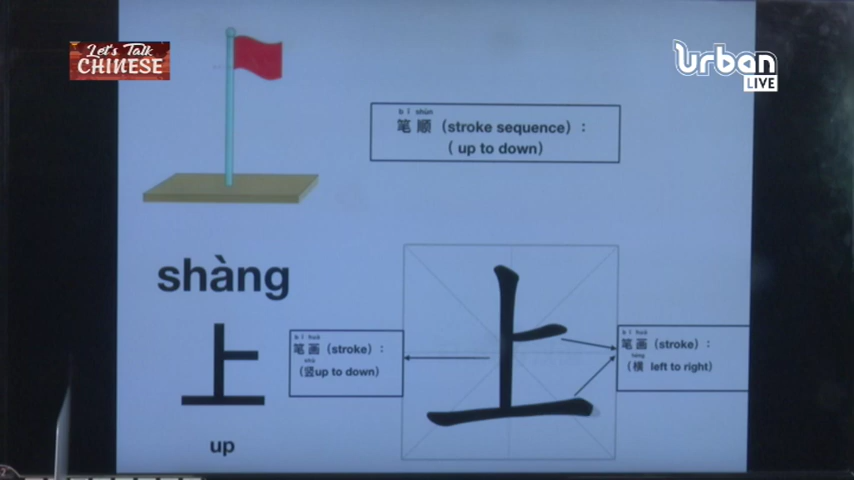 Let's Talk
CHINESE
Urban
LIVE
bǐ shùn
笔 顺 (stroke sequence) :
( up to down)
shàng
上
up
bǐ huà
笔 画 (stroke) :
shù
(竖up to down)
上
bǐ huà
笔 画 (stroke) :
héng
(横 left to right)